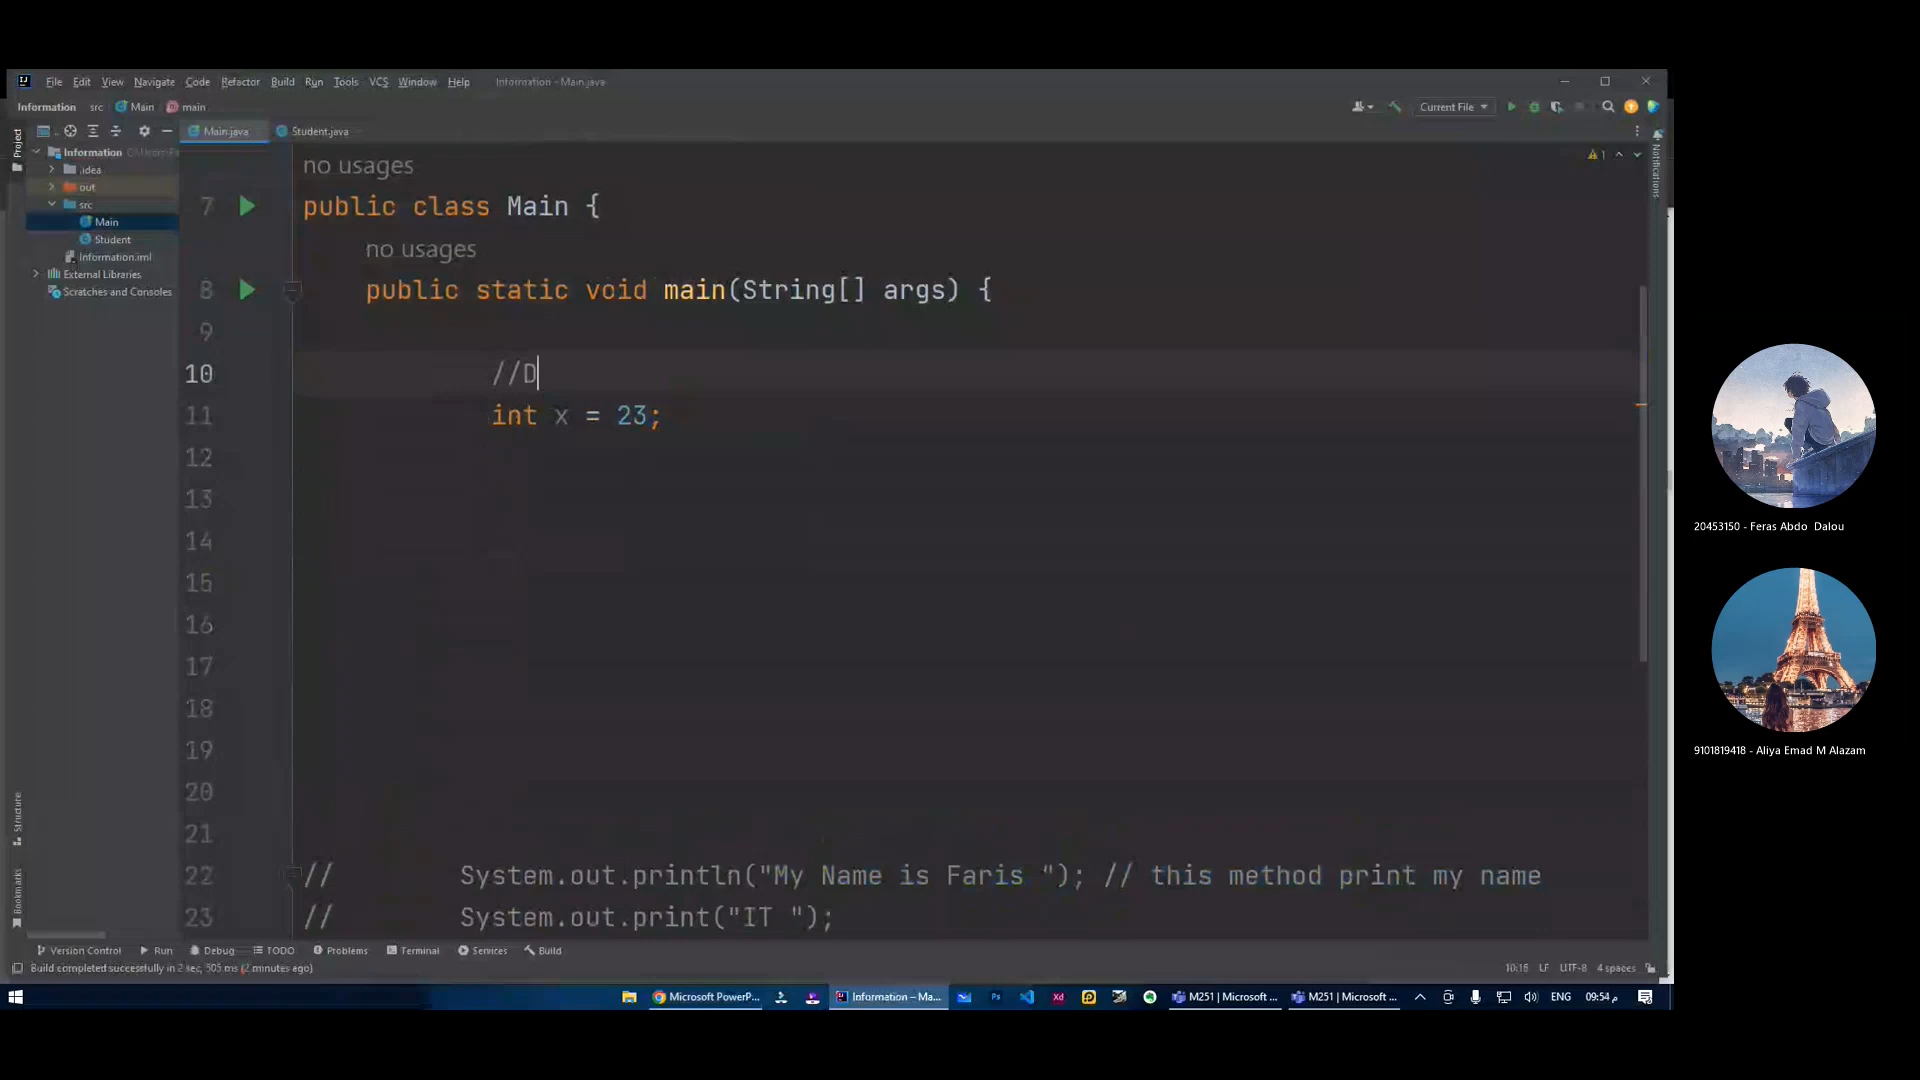 File Edit View Navigate Code Refactor Build Run Tools VCS Window Help Information - Main.java
Information src Main main
Current File
Project
Main.java Student.java
Information
.idea
out
src
Main
Student
Information.iml
External Libraries
Scratches and Consoles
Notifications
1
no usages
7 public class Main {
no usages
8 public static void main(String[] args) {
9
10 //D
11 int x = 23;
12
13
14
15
16
17
18
19
20
21
22 // System.out.println("My Name is Faris "); // this method print my name
23 // System.out.print("IT ");
Structure
Bookmarks
Version Control Run Debug TODO Problems Terminal Services Build
Build completed successfully in 2 sec, 505 ms (2 minutes ago)
10:16 LF UTF-8 4 spaces
Microsoft PowerP... Information – Ma... M251 | Microsoft ... M251 | Microsoft ... ENG 09:54 م
20453150 - Feras Abdo Dalou
9101819418 - Aliya Emad M Alazam